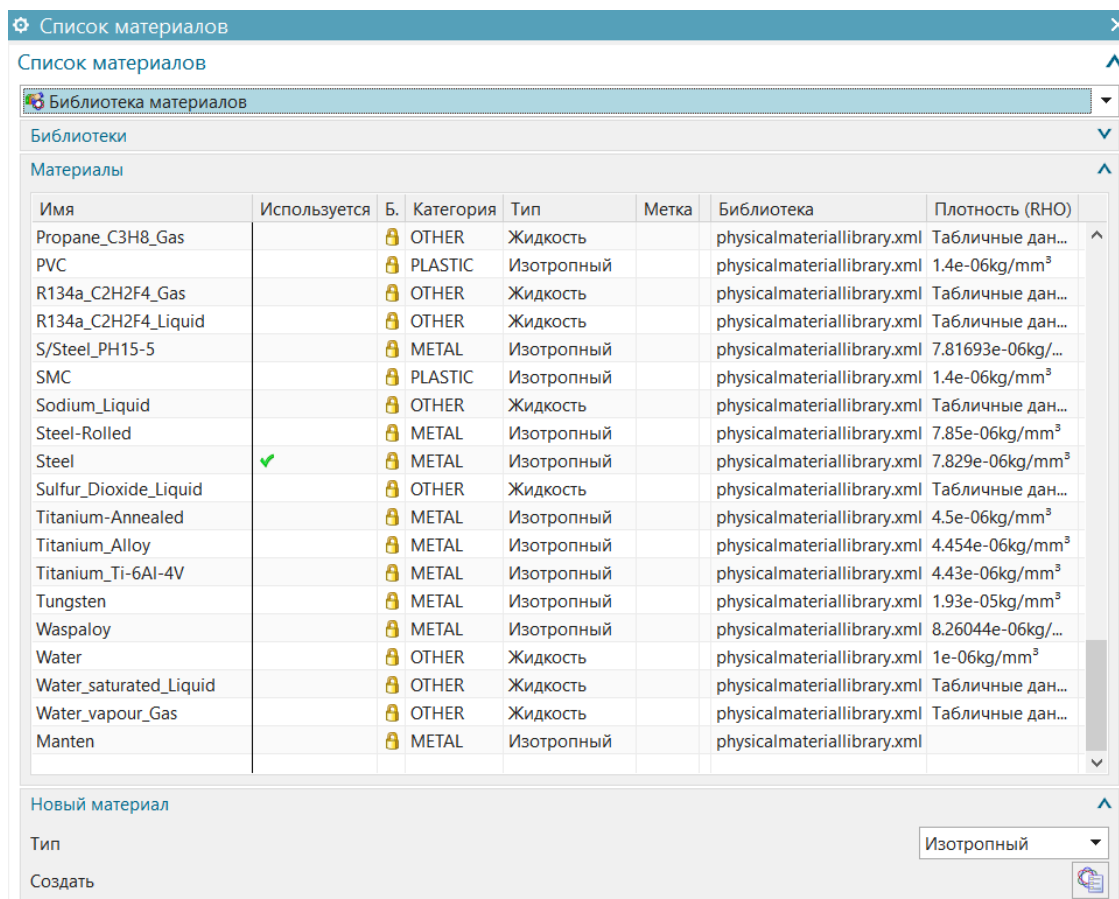 Список материалов
Список материалов
Библиотека материалов
Библиотеки
Материалы
Имя Используется Б. Категория Тип Метка Библиотека Плотность (RHO)
Propane_C3H8_Gas OTHER Жидкость physicalmateriallibrary.xml Табличные дан...
PVC PLASTIC Изотропный physicalmateriallibrary.xml 1.4e-06kg/mm³
R134a_C2H2F4_Gas OTHER Жидкость physicalmateriallibrary.xml Табличные дан...
R134a_C2H2F4_Liquid OTHER Жидкость physicalmateriallibrary.xml Табличные дан...
S/Steel_PH15-5 METAL Изотропный physicalmateriallibrary.xml 7.81693e-06kg/...
SMC PLASTIC Изотропный physicalmateriallibrary.xml 1.4e-06kg/mm³
Sodium_Liquid OTHER Жидкость physicalmateriallibrary.xml Табличные дан...
Steel-Rolled METAL Изотропный physicalmateriallibrary.xml 7.85e-06kg/mm³
Steel METAL Изотропный physicalmateriallibrary.xml 7.829e-06kg/mm³
Sulfur_Dioxide_Liquid OTHER Жидкость physicalmateriallibrary.xml Табличные дан...
Titanium-Annealed METAL Изотропный physicalmateriallibrary.xml 4.5e-06kg/mm³
Titanium_Alloy METAL Изотропный physicalmateriallibrary.xml 4.454e-06kg/mm³
Titanium_Ti-6Al-4V METAL Изотропный physicalmateriallibrary.xml 4.43e-06kg/mm³
Tungsten METAL Изотропный physicalmateriallibrary.xml 1.93e-05kg/mm³
Waspaloy METAL Изотропный physicalmateriallibrary.xml 8.26044e-06kg/...
Water OTHER Жидкость physicalmateriallibrary.xml 1e-06kg/mm³
Water_saturated_Liquid OTHER Жидкость physicalmateriallibrary.xml Табличные дан...
Water_vapour_Gas OTHER Жидкость physicalmateriallibrary.xml Табличные дан...
Manten METAL Изотропный physicalmateriallibrary.xml
Новый материал
Тип Изотропный
Создать